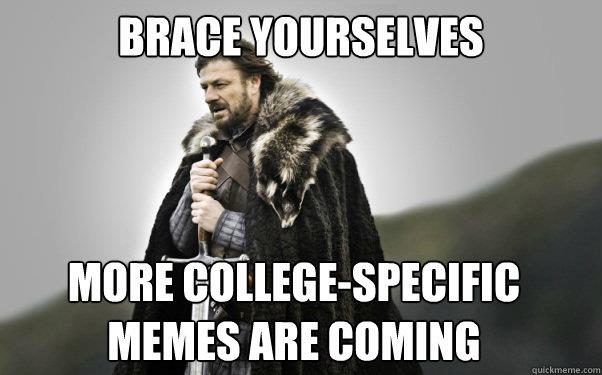 BRACE YOURSELVES
MORE COLLEGE-SPECIFIC
MEMES ARE COMING
quickmeme.com